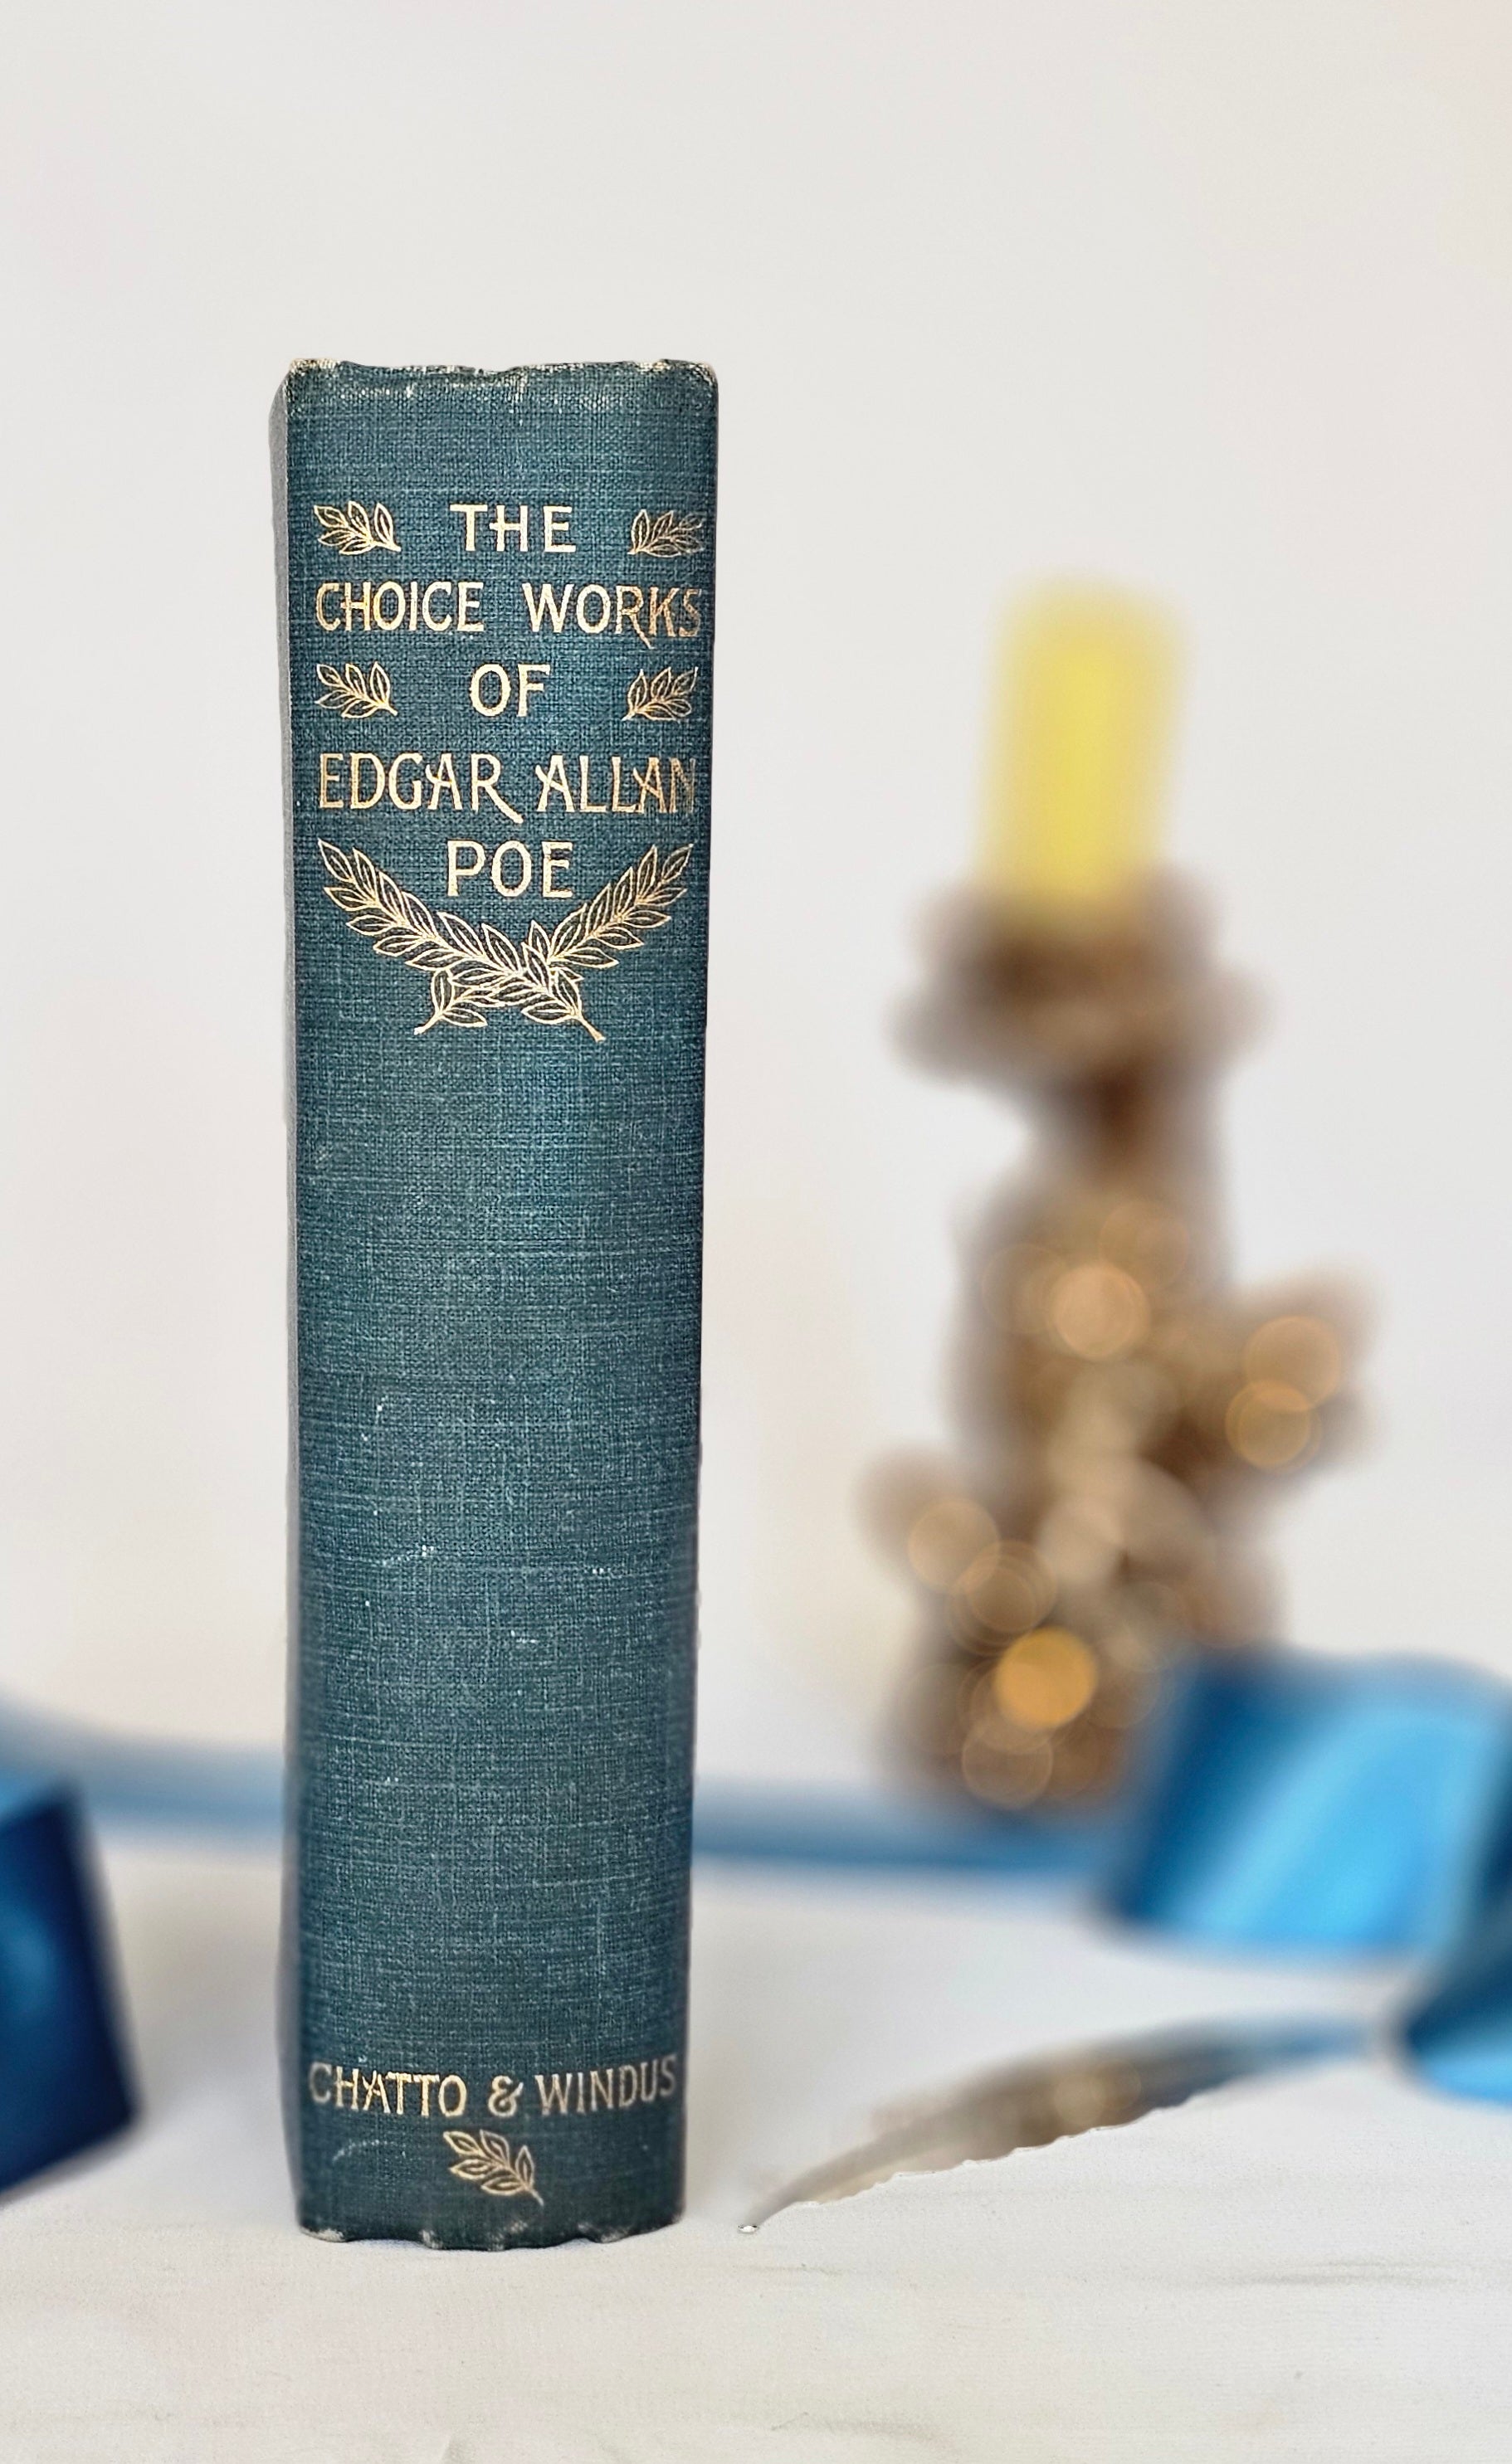 THE
CHOICE WORKS
OF
EDGAR ALLAN
POE
CHATTO & WINDUS